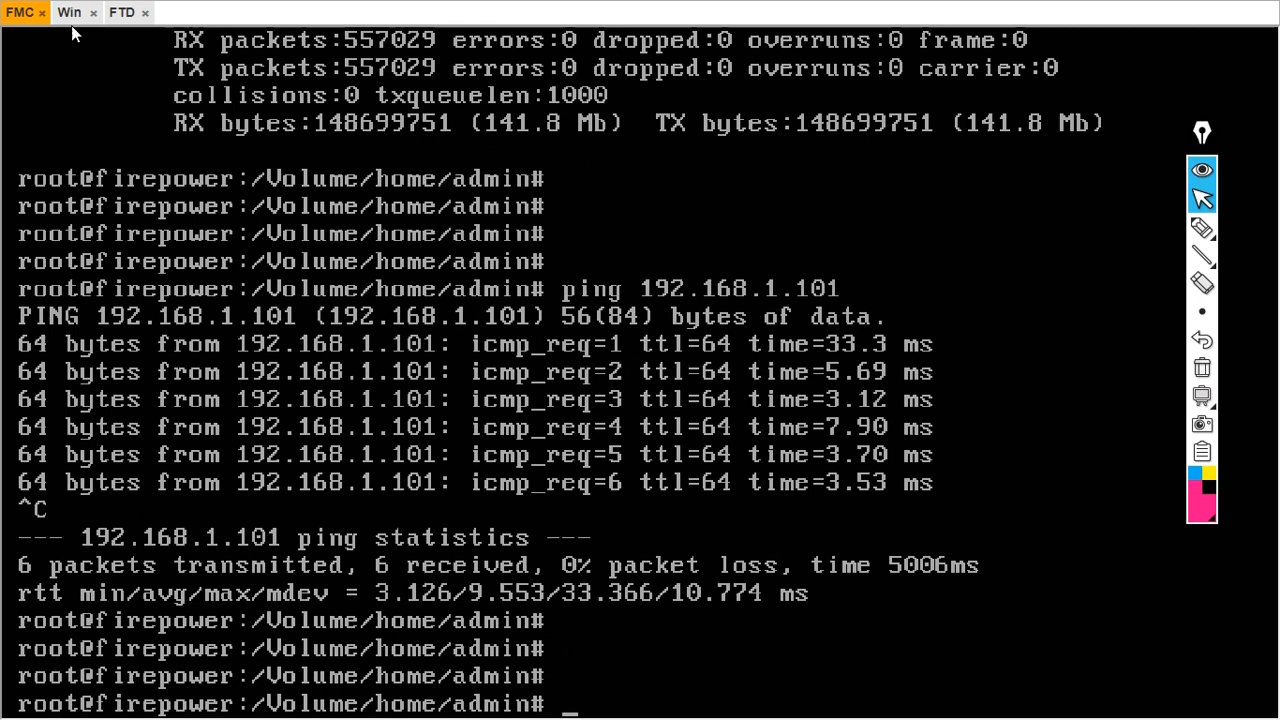 FMC × Win × FTD ×
RX packets:557029 errors:0 dropped:0 overruns:0 frame:0
TX packets:557029 errors:0 dropped:0 overruns:0 carrier:0
collisions:0 txqueuelen:1000
RX bytes:148699751 (141.8 Mb)  TX bytes:148699751 (141.8 Mb)
root@firepower:/Volume/home/admin#
root@firepower:/Volume/home/admin#
root@firepower:/Volume/home/admin#
root@firepower:/Volume/home/admin#
root@firepower:/Volume/home/admin# ping 192.168.1.101
PING 192.168.1.101 (192.168.1.101) 56(84) bytes of data.
64 bytes from 192.168.1.101: icmp_req=1 ttl=64 time=33.3 ms
64 bytes from 192.168.1.101: icmp_req=2 ttl=64 time=5.69 ms
64 bytes from 192.168.1.101: icmp_req=3 ttl=64 time=3.12 ms
64 bytes from 192.168.1.101: icmp_req=4 ttl=64 time=7.90 ms
64 bytes from 192.168.1.101: icmp_req=5 ttl=64 time=3.70 ms
64 bytes from 192.168.1.101: icmp_req=6 ttl=64 time=3.53 ms
^C
--- 192.168.1.101 ping statistics ---
6 packets transmitted, 6 received, 0% packet loss, time 5006ms
rtt min/avg/max/mdev = 3.126/9.553/33.366/10.774 ms
root@firepower:/Volume/home/admin#
root@firepower:/Volume/home/admin#
root@firepower:/Volume/home/admin#
root@firepower:/Volume/home/admin# _